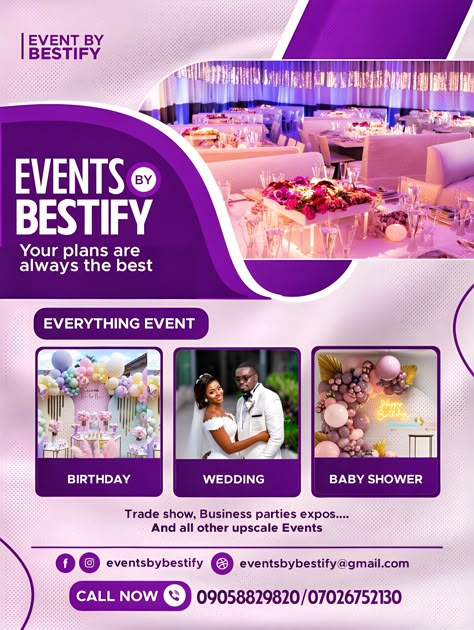 EVENT BY
BESTIFY
EVENTS BY
BESTIFY
Your plans are
always the best
EVERYTHING EVENT
BIRTHDAY
WEDDING
BABY SHOWER
Trade show, Business parties expos....
And all other upscale Events
eventsbybestify eventsbybestify@gmail.com
CALL NOW 09058829820/07026752130